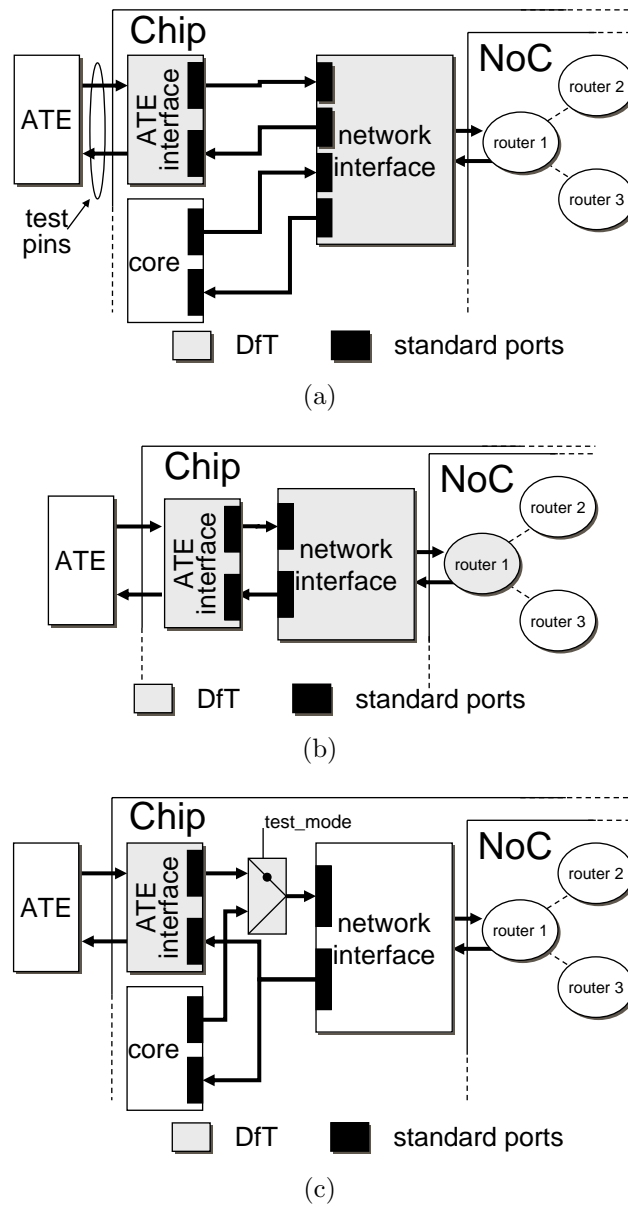 Chip
NoC
ATE
ATE
interface
network
interface
router 1
router 2
router 3
test
pins
core
DfT
standard ports
(a)
Chip
NoC
ATE
ATE
interface
network
interface
router 1
router 2
router 3
DfT
standard ports
(b)
Chip
test_mode
NoC
ATE
ATE
interface
network
interface
router 1
router 2
router 3
core
DfT
standard ports
(c)